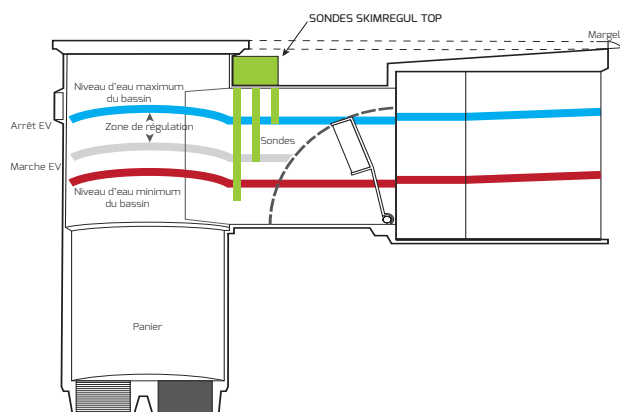 SONDES SKIMREGUL TOP
Margel
Niveau d'eau maximum
du bassin
Arrêt EV
Zone de régulation
Sondes
Marche EV
Niveau d'eau minimum
du bassin
Panier